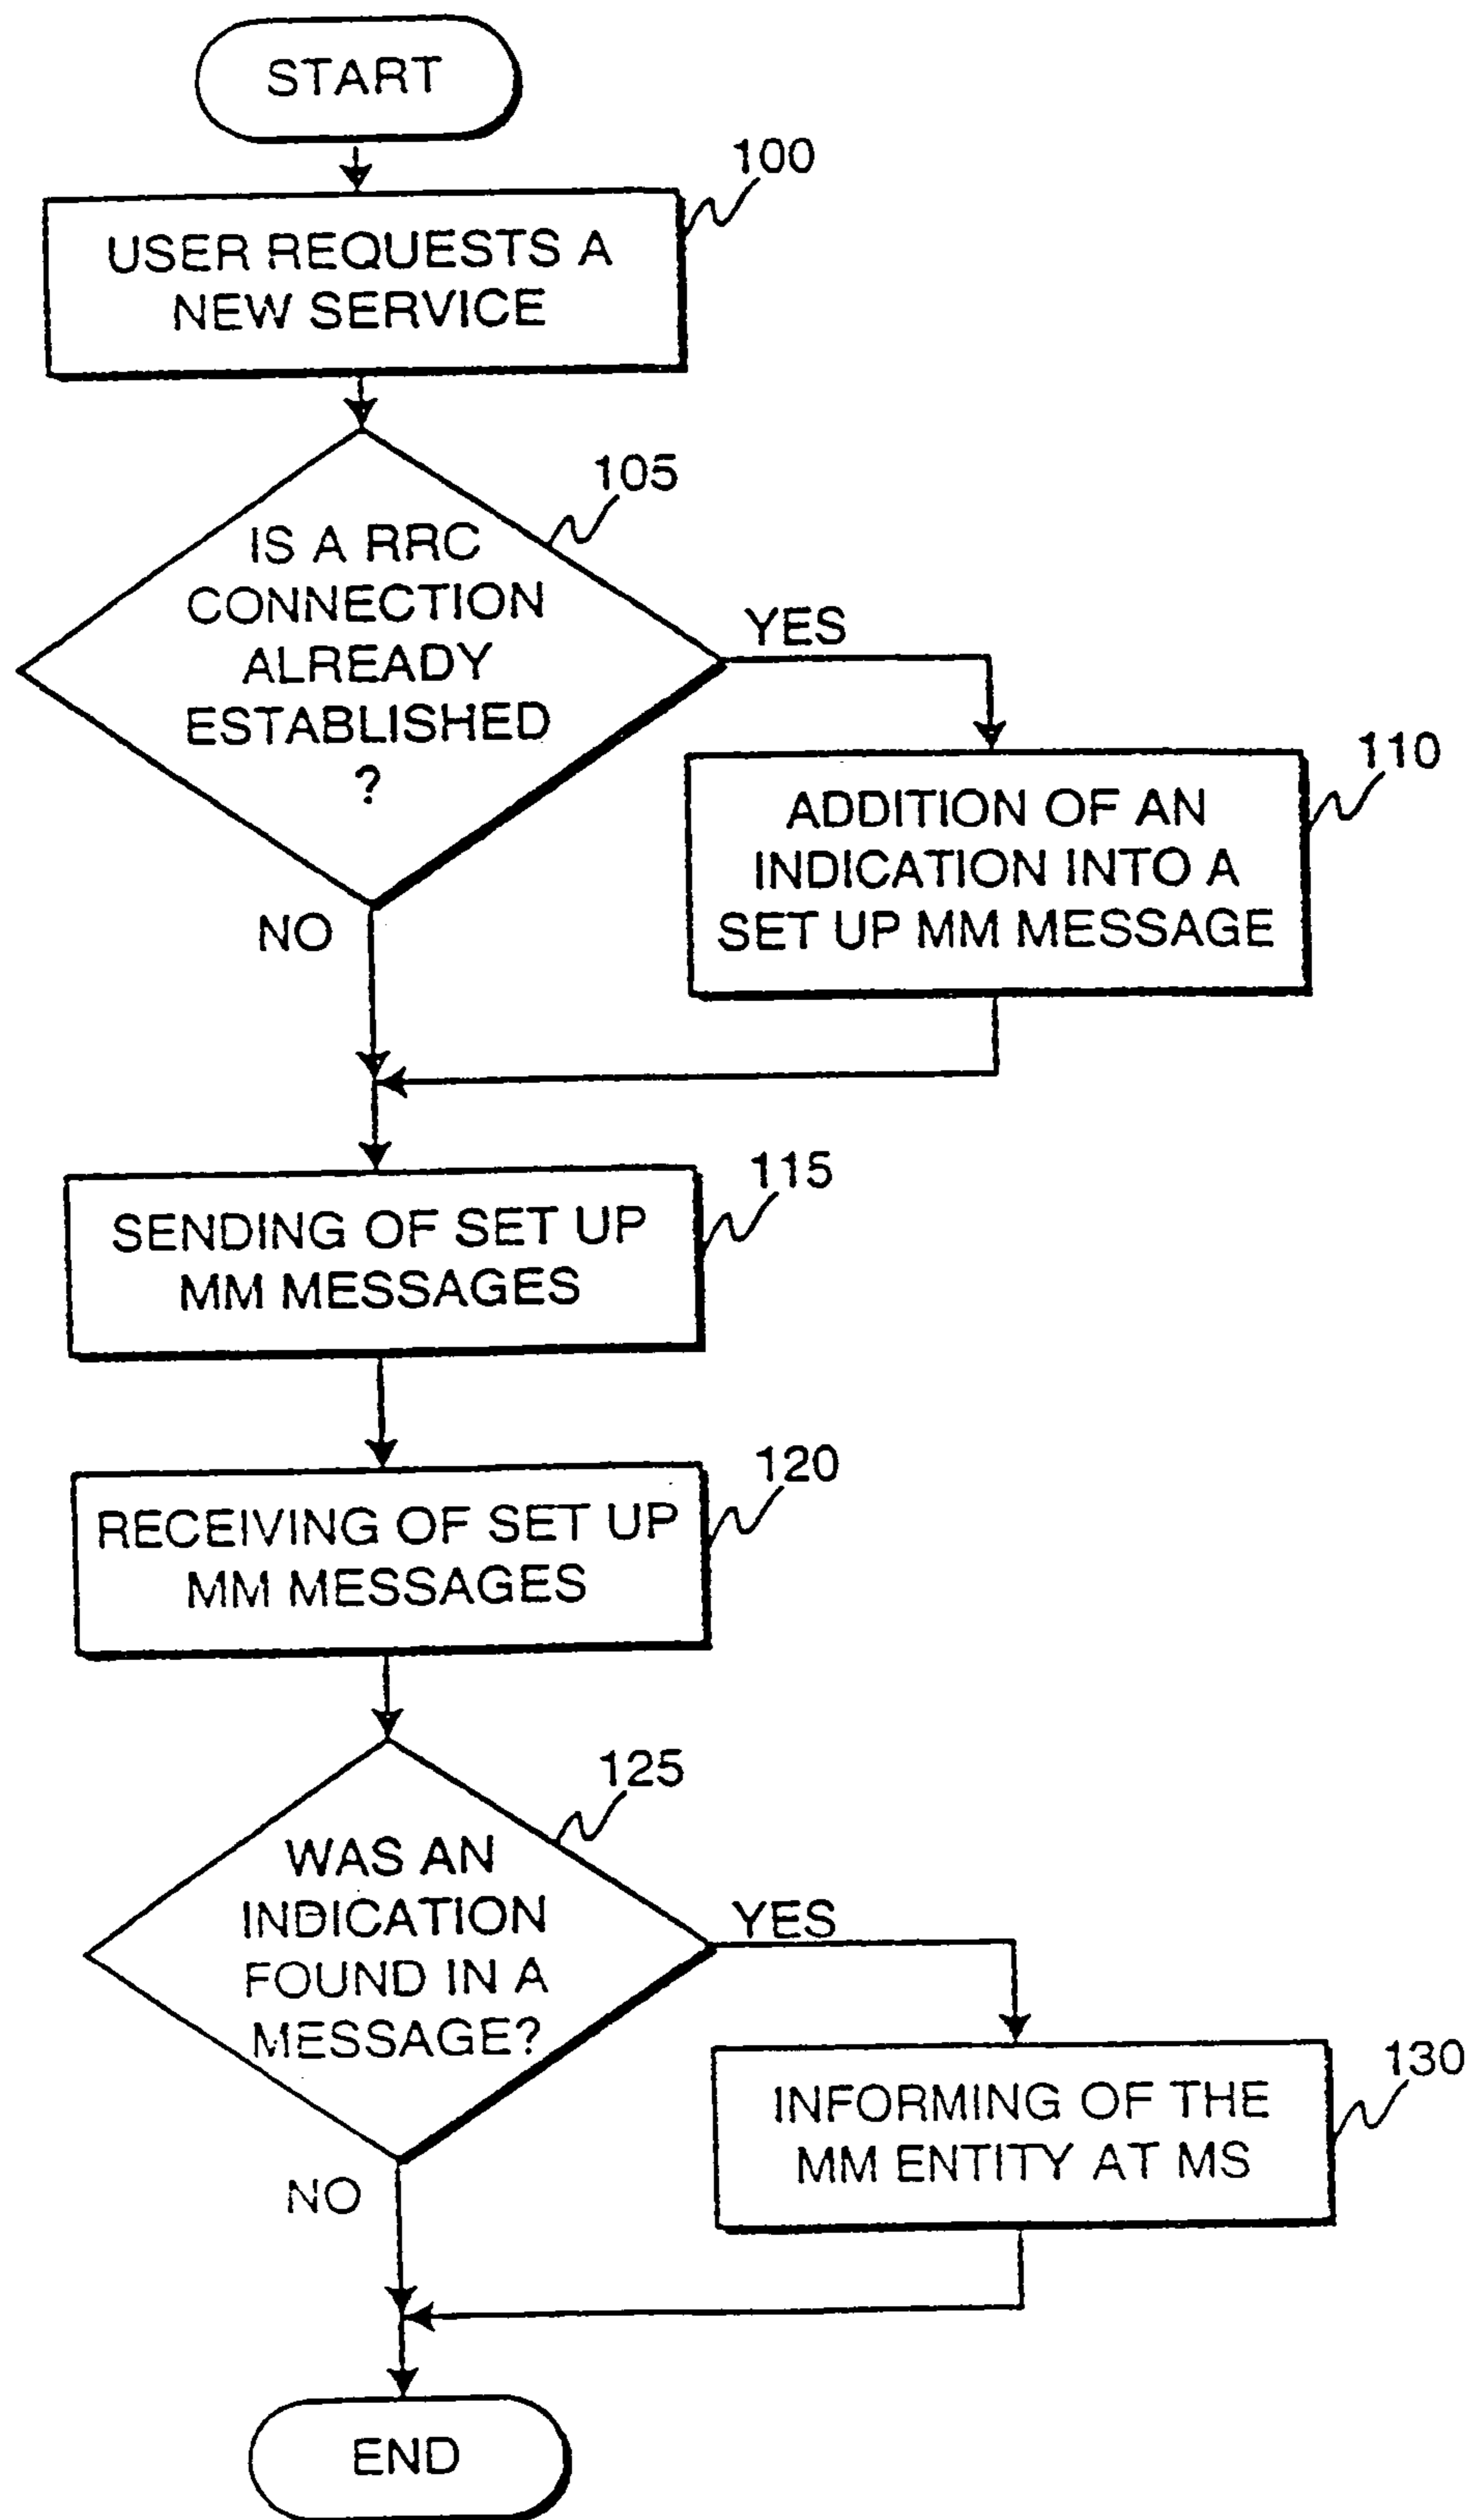 START
100
USER REQUESTS A
NEW SERVICE
105
IS A RRC
CONNECTION
ALREADY
ESTABLISHED
?
YES
110
ADDITION OF AN
INDICATION INTO A
SET UP MM MESSAGE
NO
115
SENDING OF SET UP
MM MESSAGES
120
RECEIVING OF SET UP
MM MESSAGES
125
WAS AN
INDICATION
FOUND IN A
MESSAGE?
YES
130
INFORMING OF THE
MM ENTITY AT MS
NO
END